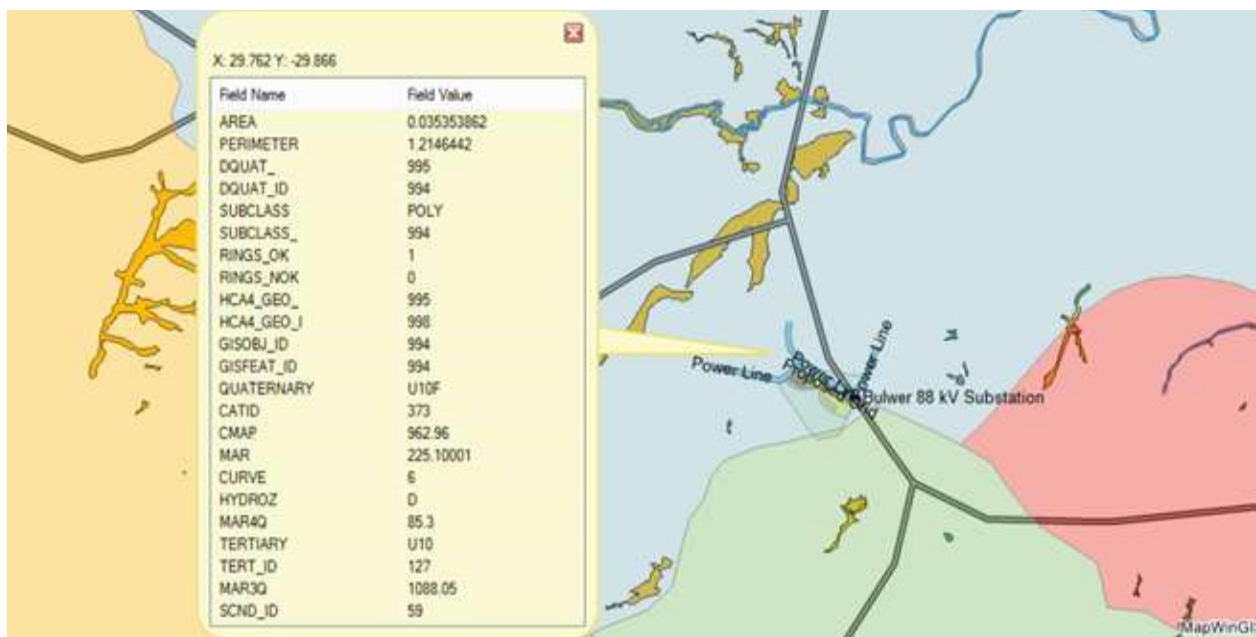 X: 29.762 Y: -29.866
Field Name Field Value
AREA 0.035353862
PERIMETER 1.2146442
DQUAT_ 995
DQUAT_ID 994
SUBCLASS POLY
SUBCLASS_ 994
RINGS_OK 1
RINGS_NOK 0
HCA4_GEO_ 995
HCA4_GEO_I 998
GISOBJ_ID 994
GISFEAT_ID 994
QUATERNARY U10F
CATID 373
CMAP 962.96
MAR 225.10001
CURVE 6
HYDROZ D
MAR4Q 85.3
TERTIARY U10
TERT_ID 127
MAR3Q 1088.05
SCND_ID 59
Power Line
Power Line
Power Line
Bulwer 88 kV Substation
MapWinGI